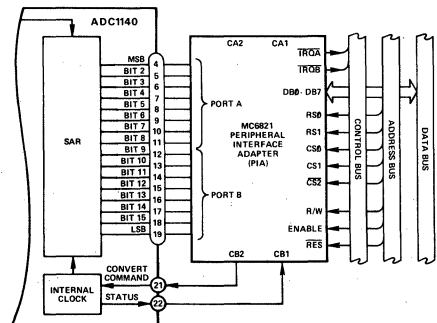 ADC1140
SAR
MSB 4
BIT 2 5
BIT 3 6
BIT 4 7
BIT 5 8
BIT 6 9
BIT 7 10
BIT 8 11
BIT 9 12
BIT 10 13
BIT 11 14
BIT 12 15
BIT 13 16
BIT 14 17
BIT 15 18
LSB 19
PORT A
PORT B
CA2 CA1
MC6821
PERIPHERAL
INTERFACE
ADAPTER
(PIA)
IRQA
IRQB
DB0 - DB7
RS0
RS1
CS0
CS1
CS2
R/W
ENABLE
RES
CB2 CB1
CONTROL BUS
ADDRESS BUS
DATA BUS
INTERNAL
CLOCK
CONVERT
COMMAND
21
STATUS
22